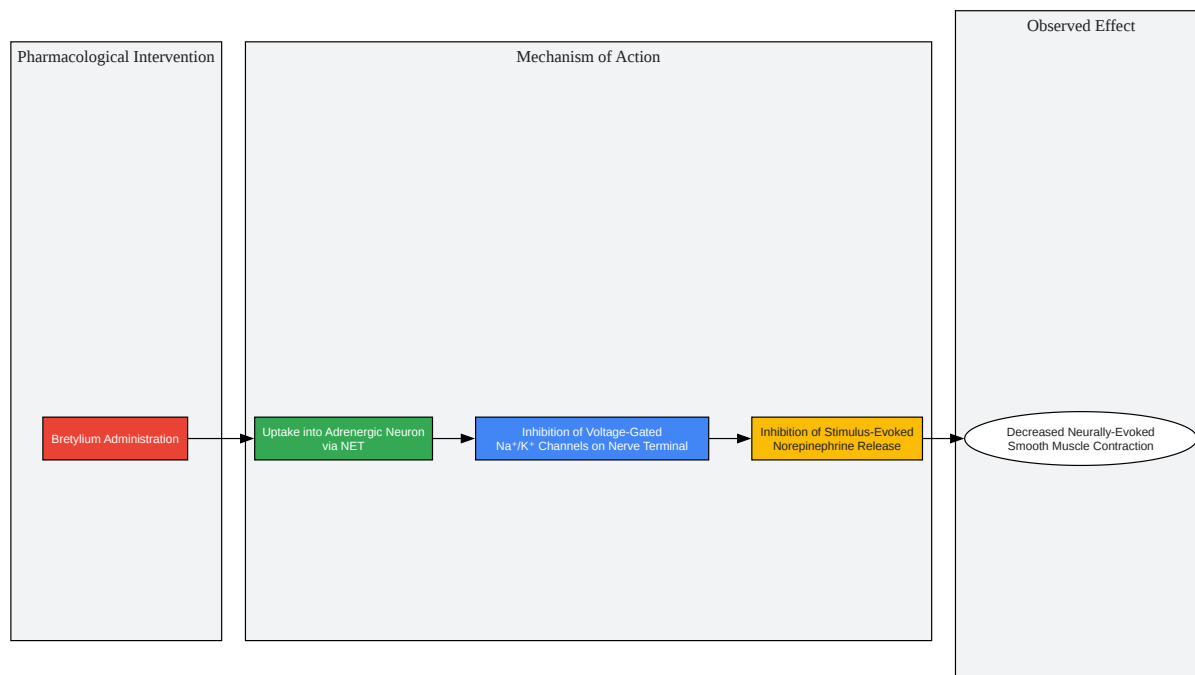 Pharmacological Intervention
Mechanism of Action
Observed Effect
Bretylium Administration
Uptake into Adrenergic Neuron
via NET
Inhibition of Voltage-Gated
Na⁺/K⁺ Channels on Nerve Terminal
Inhibition of Stimulus-Evoked
Norepinephrine Release
Decreased Neurally-Evoked
Smooth Muscle Contraction